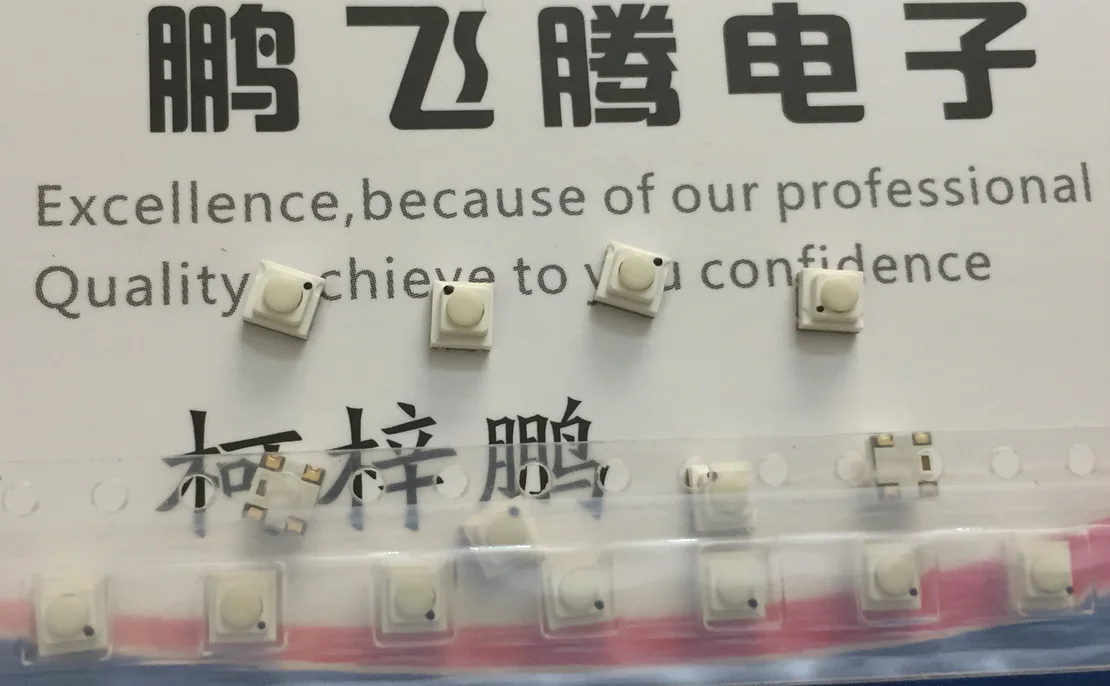 鹏飞腾电子
Excellence,because of our professional
Quality chieve to u confidence
柯梓鹏